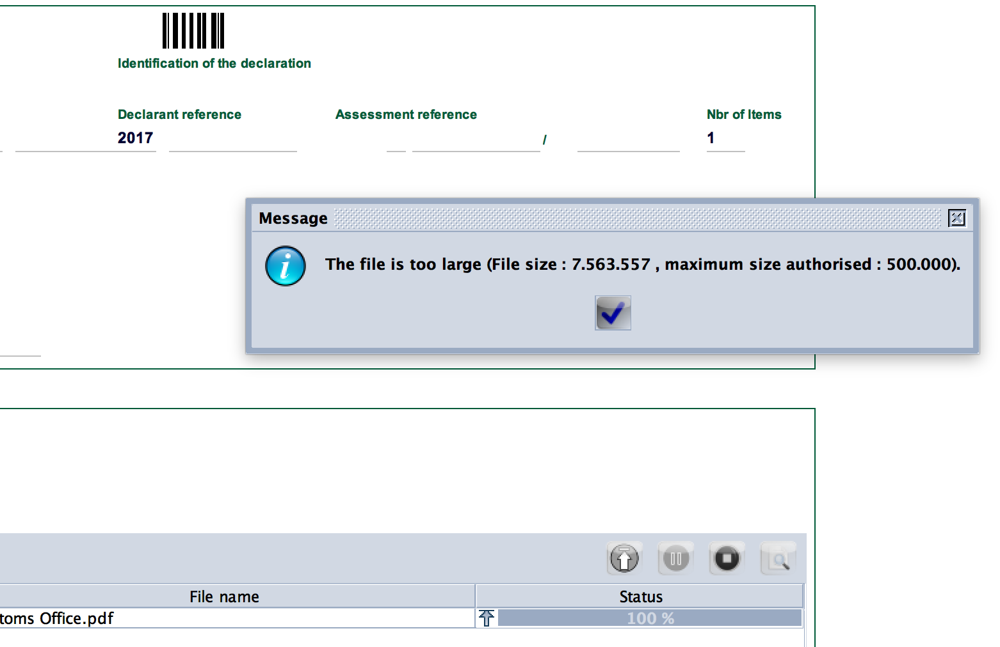 Identification of the declaration
Declarant reference Assessment reference Nbr of Items
2017 / 1
Message
The file is too large (File size : 7.563.557 , maximum size authorised : 500.000).
File name Status
toms Office.pdf 100 %